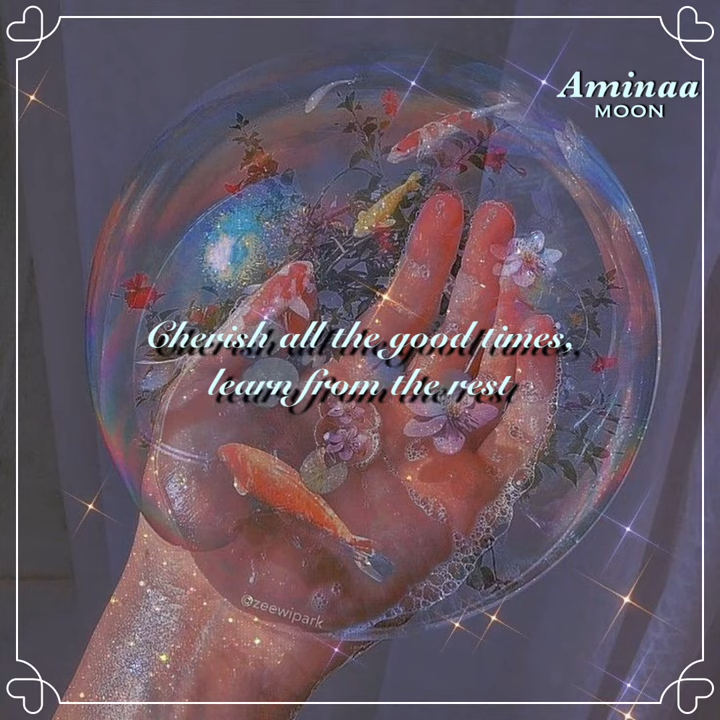 Aminaa
MOON
Cherish all the good times,
learn from the rest
@zeewipark